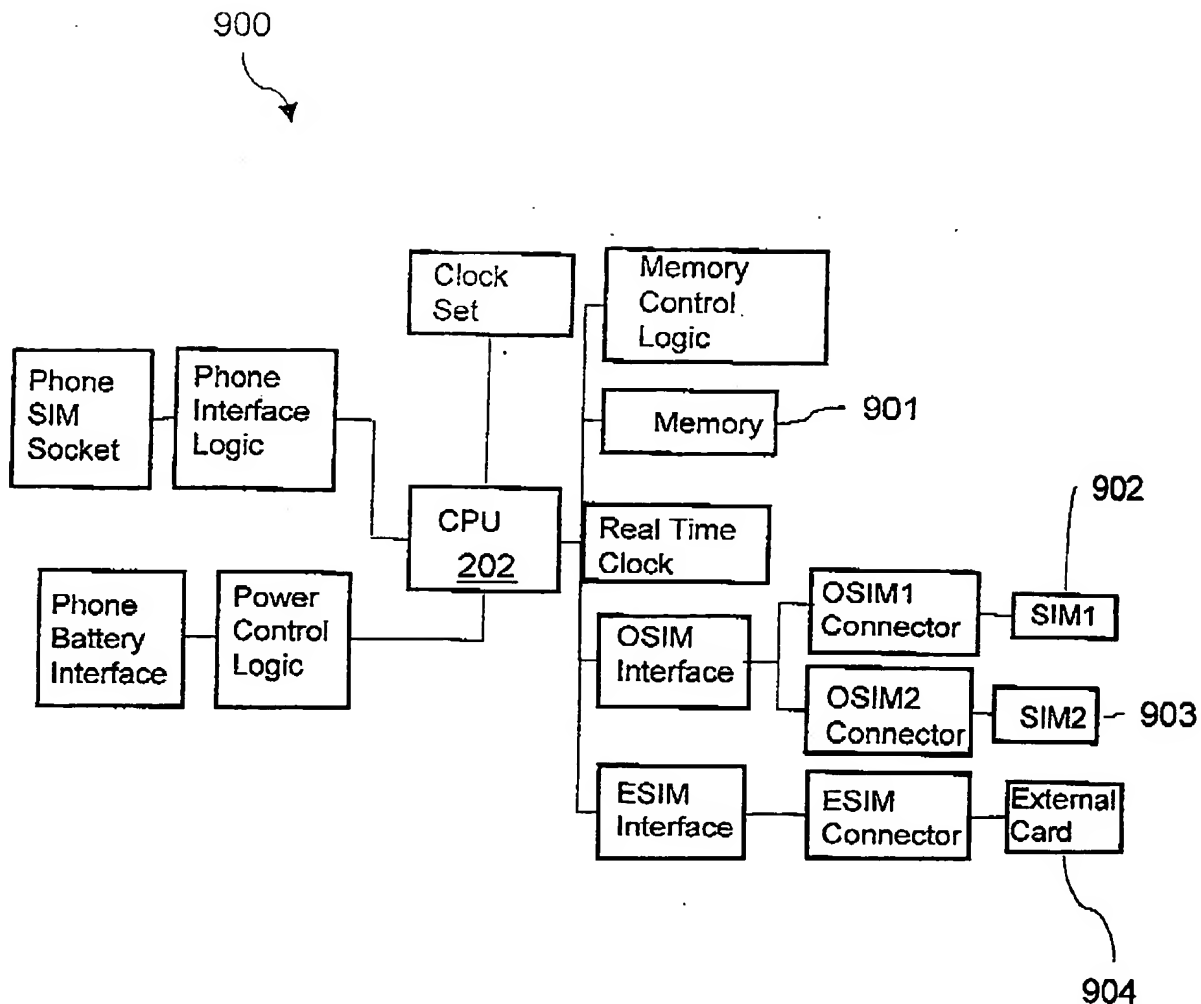 900
Clock
Set
Memory
Control
Logic
Phone
SIM
Socket
Phone
Interface
Logic
Memory
901
CPU
202
Real Time
Clock
902
Phone
Battery
Interface
Power
Control
Logic
OSIM
Interface
OSIM1
Connector
SIM1
OSIM2
Connector
SIM2
903
ESIM
Interface
ESIM
Connector
External
Card
904